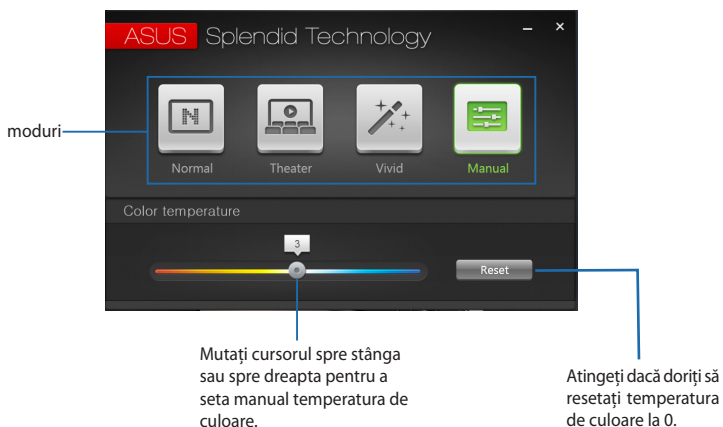 ASUS Splendid Technology
moduri
Normal Theater Vivid Manual
Color temperature
3
Reset
Mutați cursorul spre stânga
sau spre dreapta pentru a
seta manual temperatura de
culoare.
Atingeți dacă doriți să
resetați temperatura
de culoare la 0.